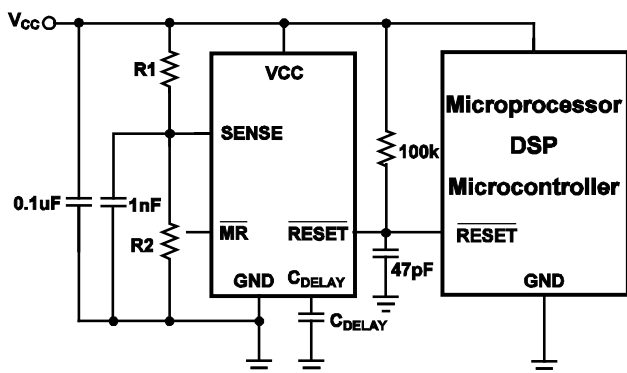 VCC
R1
VCC
SENSE
100k
Microprocessor
DSP
Microcontroller
0.1uF
1nF
R2
MR
RESET
RESET
47pF
GND
CDELAY
GND
CDELAY